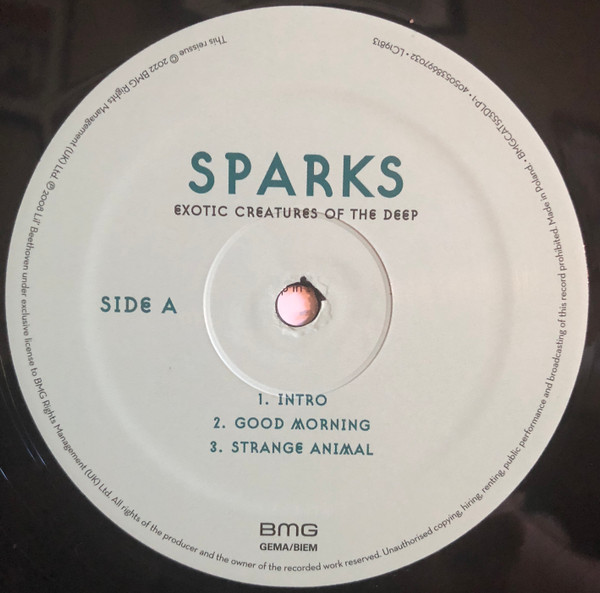 SPARKS
EXOTIC CREATURES OF THE DEEP
SIDE A
1. INTRO
2. GOOD MORNING
3. STRANGE ANIMAL
BMG
GEMA/BIEM
This reissue © 2022 BMG Rights Management (UK) Ltd. ℗ 2008 Lil' Beethoven under exclusive license to BMG Rights Management (UK) Ltd. All rights of the producer and the owner of the recorded work reserved. Unauthorised copying, hiring, renting, public performance and broadcasting of this record prohibited. Made in Poland. • BMGCAT553DLP1 • 4050538697032 • LC19813